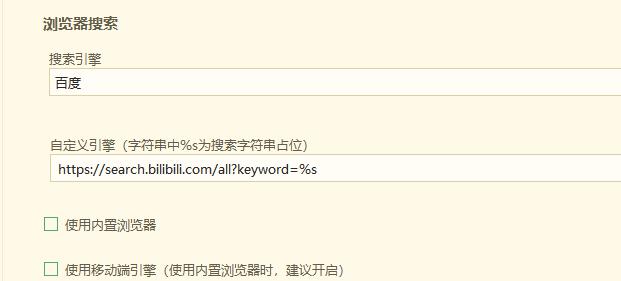 浏览器搜索
搜索引擎
百度
自定义引擎（字符串中%s为搜索字符串占位）
https://search.bilibili.com/all?keyword=%s
使用内置浏览器
使用移动端引擎（使用内置浏览器时，建议开启）